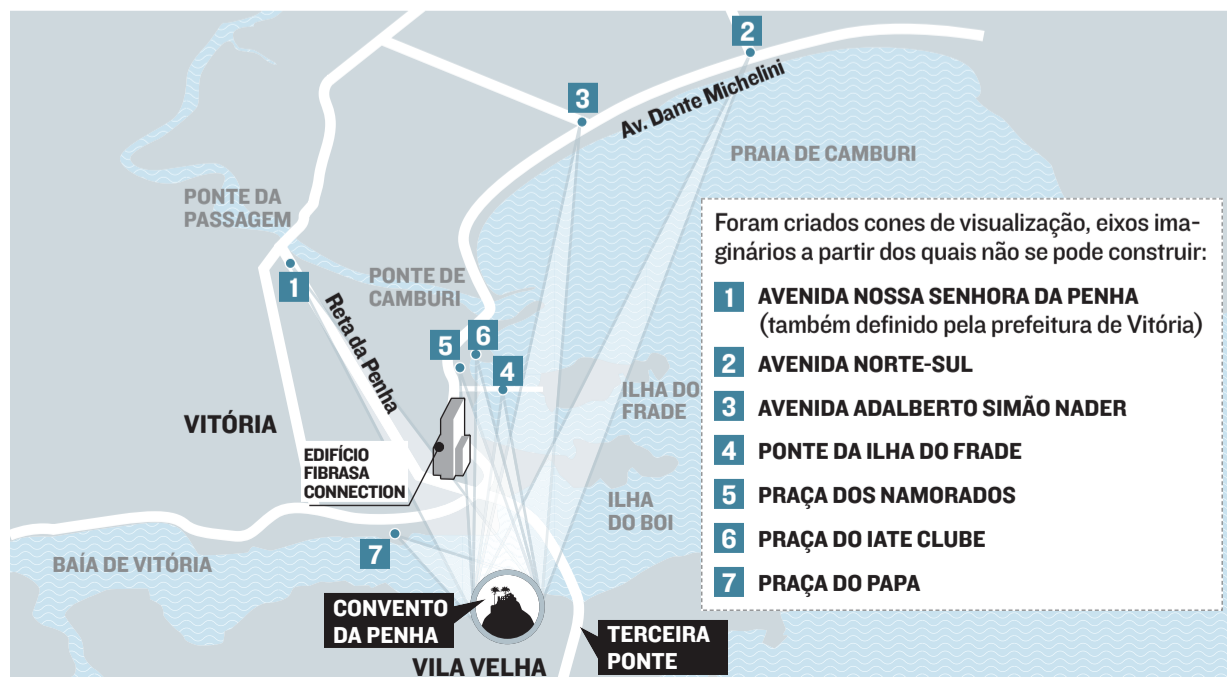 2
3
Av. Dante Michelini
PRAIA DE CAMBURI
PONTE DA
PASSAGEM
1
PONTE DE
CAMBURI
Reta da Penha
5
6
4
ILHA DO
FRADE
VITÓRIA
EDIFÍCIO
FIBRASA
CONNECTION
ILHA
DO BOI
7
BAÍA DE VITÓRIA
CONVENTO
DA PENHA
TERCEIRA
PONTE
VILA VELHA
Foram criados cones de visualização, eixos ima-
ginários a partir dos quais não se pode construir:
1 AVENIDA NOSSA SENHORA DA PENHA
(também definido pela prefeitura de Vitória)
2 AVENIDA NORTE-SUL
3 AVENIDA ADALBERTO SIMÃO NADER
4 PONTE DA ILHA DO FRADE
5 PRAÇA DOS NAMORADOS
6 PRAÇA DO IATE CLUBE
7 PRAÇA DO PAPA